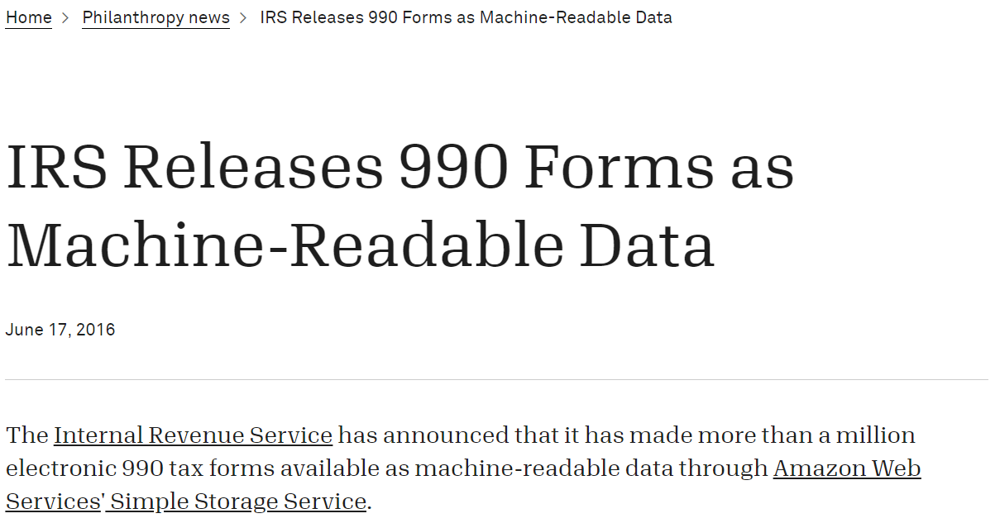 Home > Philanthropy news > IRS Releases 990 Forms as Machine-Readable Data
IRS Releases 990 Forms as
Machine-Readable Data
June 17, 2016
The Internal Revenue Service has announced that it has made more than a million
electronic 990 tax forms available as machine-readable data through Amazon Web
Services' Simple Storage Service.